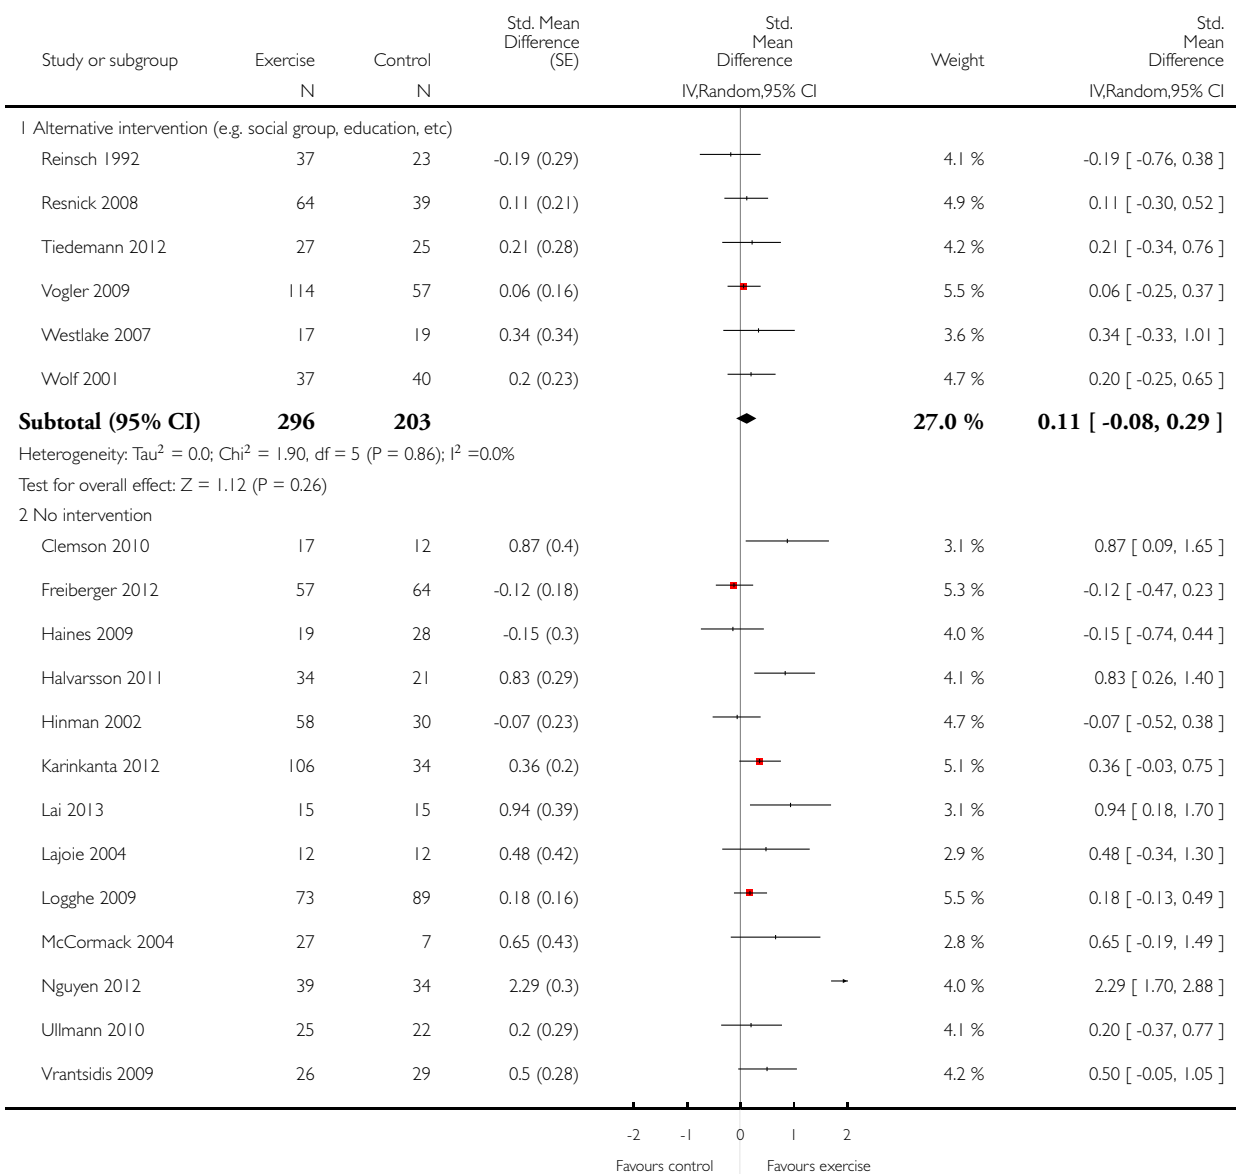 Study or subgroup Exercise Control Std. Mean Difference (SE) Std. Mean Difference Weight Std. Mean Difference
N N IV,Random,95% CI IV,Random,95% CI
1 Alternative intervention (e.g. social group, education, etc)
Reinsch 1992 37 23 -0.19 (0.29) 4.1 % -0.19 [ -0.76, 0.38 ]
Resnick 2008 64 39 0.11 (0.21) 4.9 % 0.11 [ -0.30, 0.52 ]
Tiedemann 2012 27 25 0.21 (0.28) 4.2 % 0.21 [ -0.34, 0.76 ]
Vogler 2009 114 57 0.06 (0.16) 5.5 % 0.06 [ -0.25, 0.37 ]
Westlake 2007 17 19 0.34 (0.34) 3.6 % 0.34 [ -0.33, 1.01 ]
Wolf 2001 37 40 0.2 (0.23) 4.7 % 0.20 [ -0.25, 0.65 ]
Subtotal (95% CI) 296 203 27.0 % 0.11 [ -0.08, 0.29 ]
Heterogeneity: Tau² = 0.0; Chi² = 1.90, df = 5 (P = 0.86); I² =0.0%
Test for overall effect: Z = 1.12 (P = 0.26)
2 No intervention
Clemson 2010 17 12 0.87 (0.4) 3.1 % 0.87 [ 0.09, 1.65 ]
Freiberger 2012 57 64 -0.12 (0.18) 5.3 % -0.12 [ -0.47, 0.23 ]
Haines 2009 19 28 -0.15 (0.3) 4.0 % -0.15 [ -0.74, 0.44 ]
Halvarsson 2011 34 21 0.83 (0.29) 4.1 % 0.83 [ 0.26, 1.40 ]
Hinman 2002 58 30 -0.07 (0.23) 4.7 % -0.07 [ -0.52, 0.38 ]
Karinkanta 2012 106 34 0.36 (0.2) 5.1 % 0.36 [ -0.03, 0.75 ]
Lai 2013 15 15 0.94 (0.39) 3.1 % 0.94 [ 0.18, 1.70 ]
Lajoie 2004 12 12 0.48 (0.42) 2.9 % 0.48 [ -0.34, 1.30 ]
Logghe 2009 73 89 0.18 (0.16) 5.5 % 0.18 [ -0.13, 0.49 ]
McCormack 2004 27 7 0.65 (0.43) 2.8 % 0.65 [ -0.19, 1.49 ]
Nguyen 2012 39 34 2.29 (0.3) 4.0 % 2.29 [ 1.70, 2.88 ]
Ullmann 2010 25 22 0.2 (0.29) 4.1 % 0.20 [ -0.37, 0.77 ]
Vrantsidis 2009 26 29 0.5 (0.28) 4.2 % 0.50 [ -0.05, 1.05 ]
-2 -1 0 1 2
Favours control Favours exercise